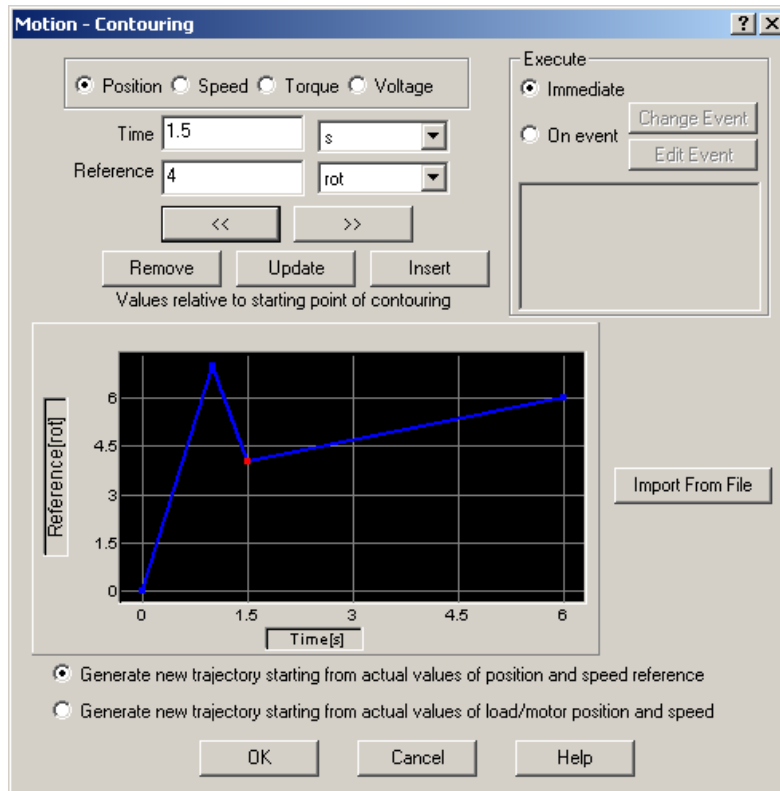 Motion - Contouring
Position Speed Torque Voltage
Time 1.5 s
Reference 4 rot
<< >>
Remove Update Insert
Values relative to starting point of contouring
Execute
Immediate
On event
Change Event
Edit Event
Reference[rot]
6
4.5
3
1.5
0
0 1.5 3 4.5 6
Time[s]
Import From File
Generate new trajectory starting from actual values of position and speed reference
Generate new trajectory starting from actual values of load/motor position and speed
OK Cancel Help